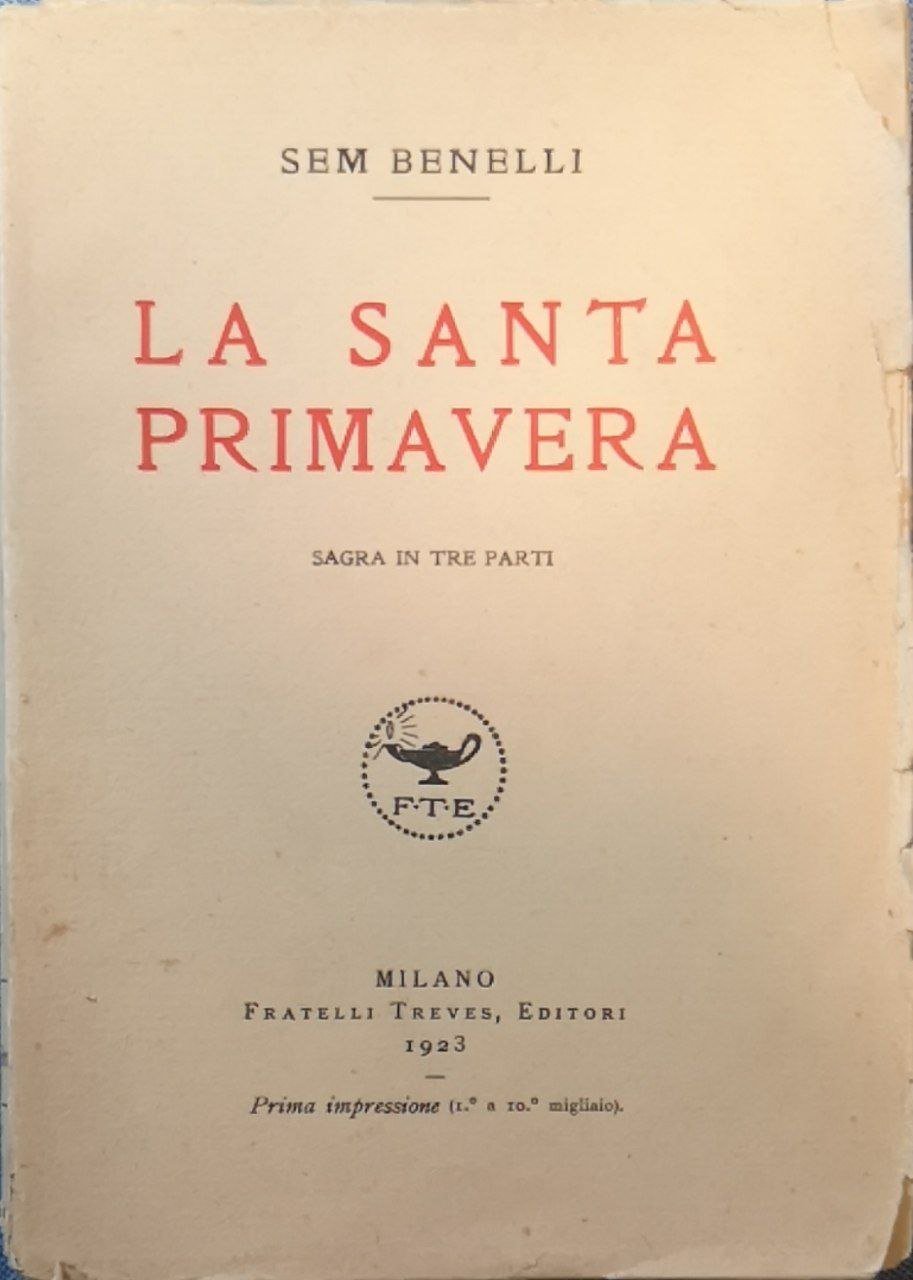 SEM BENELLI
LA SANTA
PRIMAVERA
SAGRA IN TRE PARTI
F·T·E
MILANO
FRATELLI TREVES, EDITORI
1923
Prima impressione (1.° a 10.° migliaio).